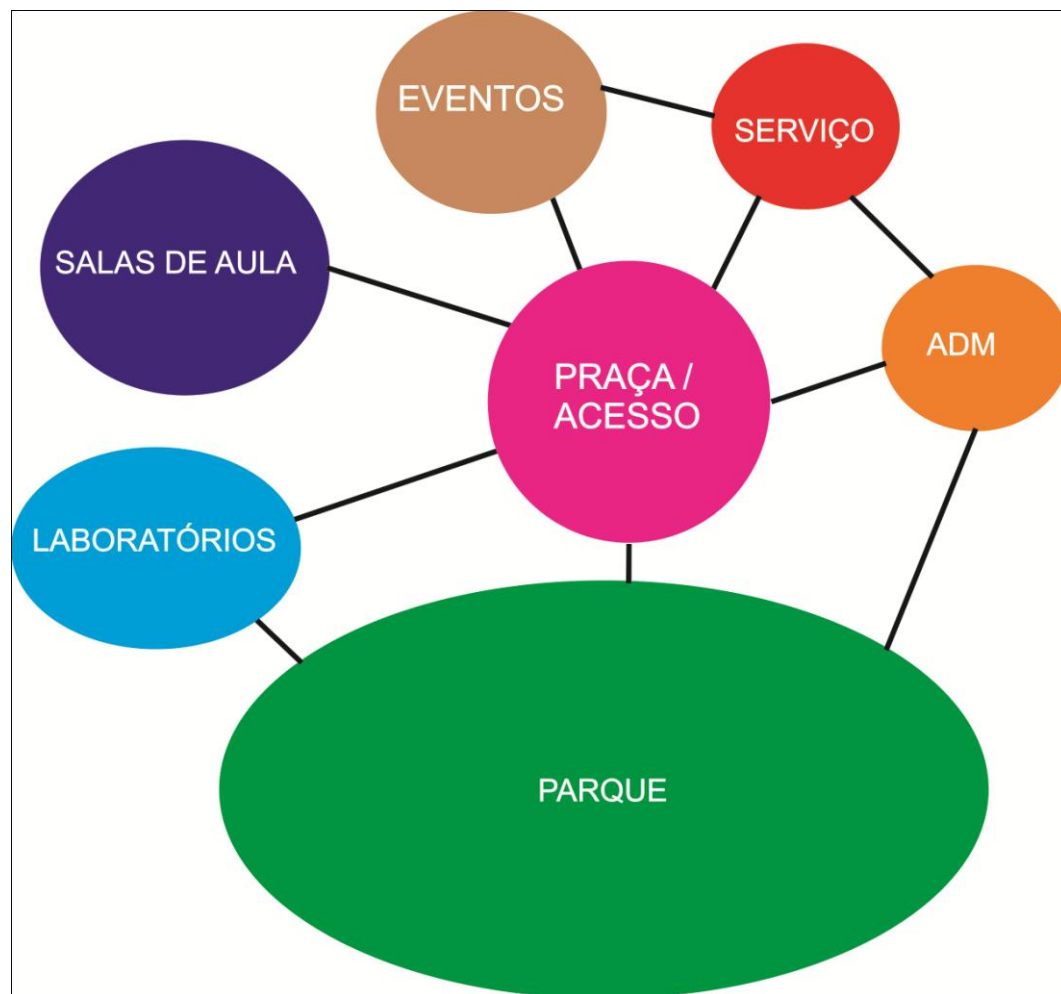 EVENTOS
SERVIÇO
SALAS DE AULA
ADM
PRAÇA /
ACESSO
LABORATÓRIOS
PARQUE